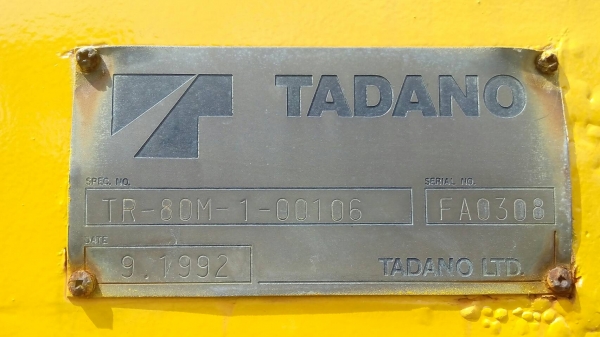 TADANO
SPEC. NO.
SERIAL NO.
TR-80M-1-00106
FA0308
DATE
9.1992
TADANO LTD.